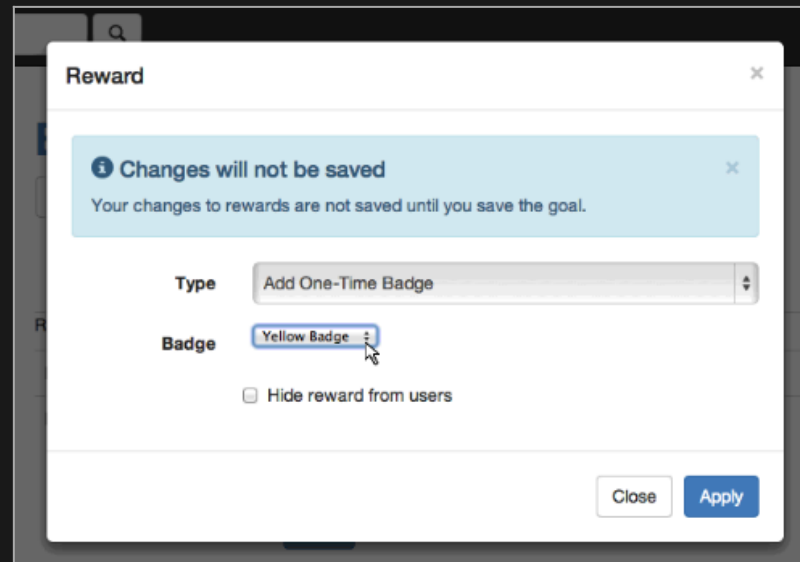 Reward
×
Changes will not be saved
×
Your changes to rewards are not saved until you save the goal.
Type Add One-Time Badge
Badge Yellow Badge
Hide reward from users
Close Apply